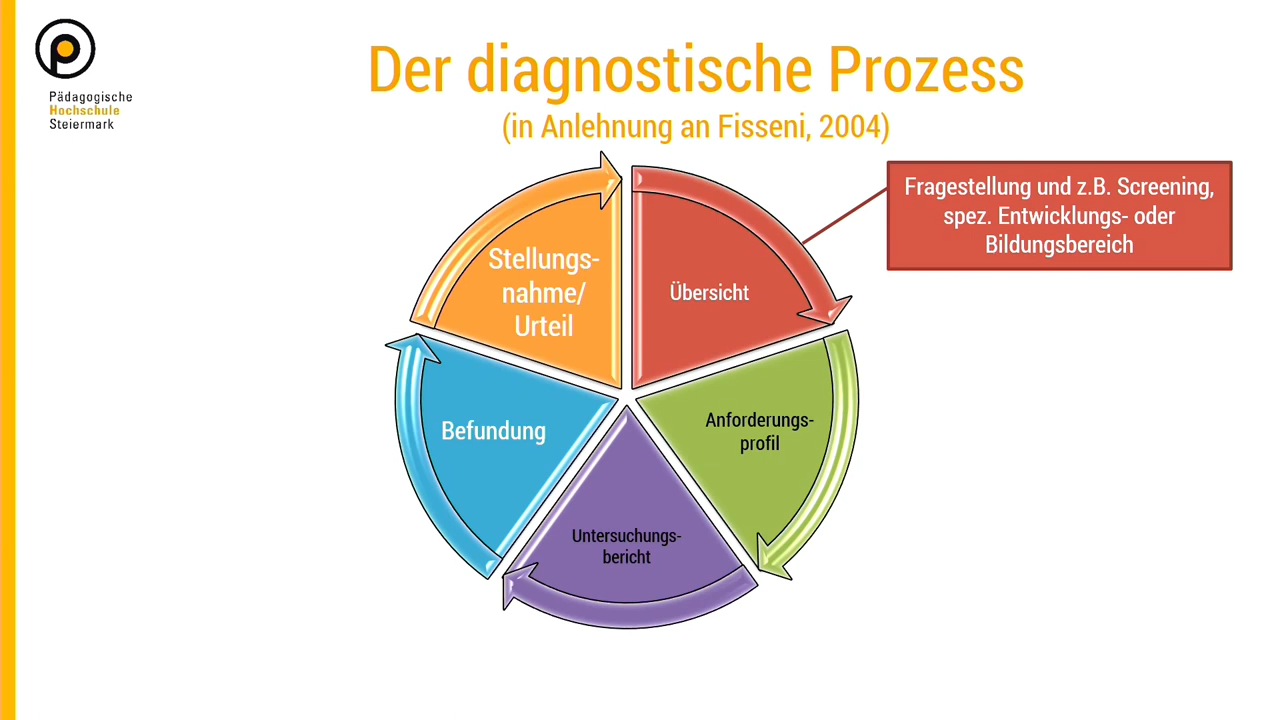 Pädagogische
Hochschule
Steiermark
Der diagnostische Prozess
(in Anlehnung an Fisseni, 2004)
Fragestellung und z.B. Screening,
spez. Entwicklungs- oder
Bildungsbereich
Übersicht
Anforderungs-
profil
Untersuchungs-
bericht
Befundung
Stellungs-
nahme/
Urteil